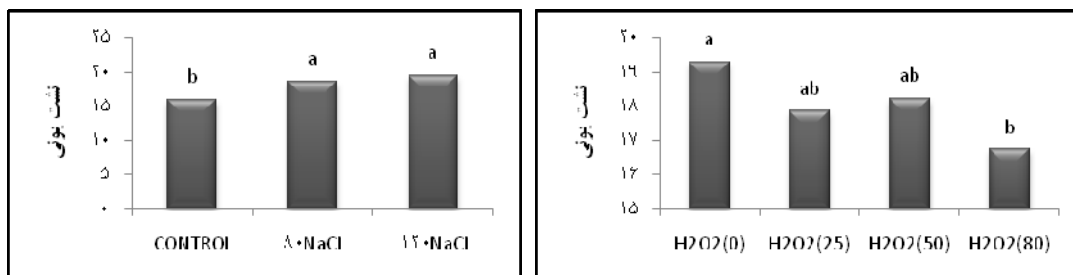 ۲۵
۲۰
۱۵
۱۰
۵
۰
نشت یونی
b
a
a
CONTROL
۸۰NaCl
۱۲۰NaCl
۲۰
۱۹
۱۸
۱۷
۱۶
۱۵
نشت یونی
a
ab
ab
b
H2O2(0)
H2O2(25)
H2O2(50)
H2O2(80)